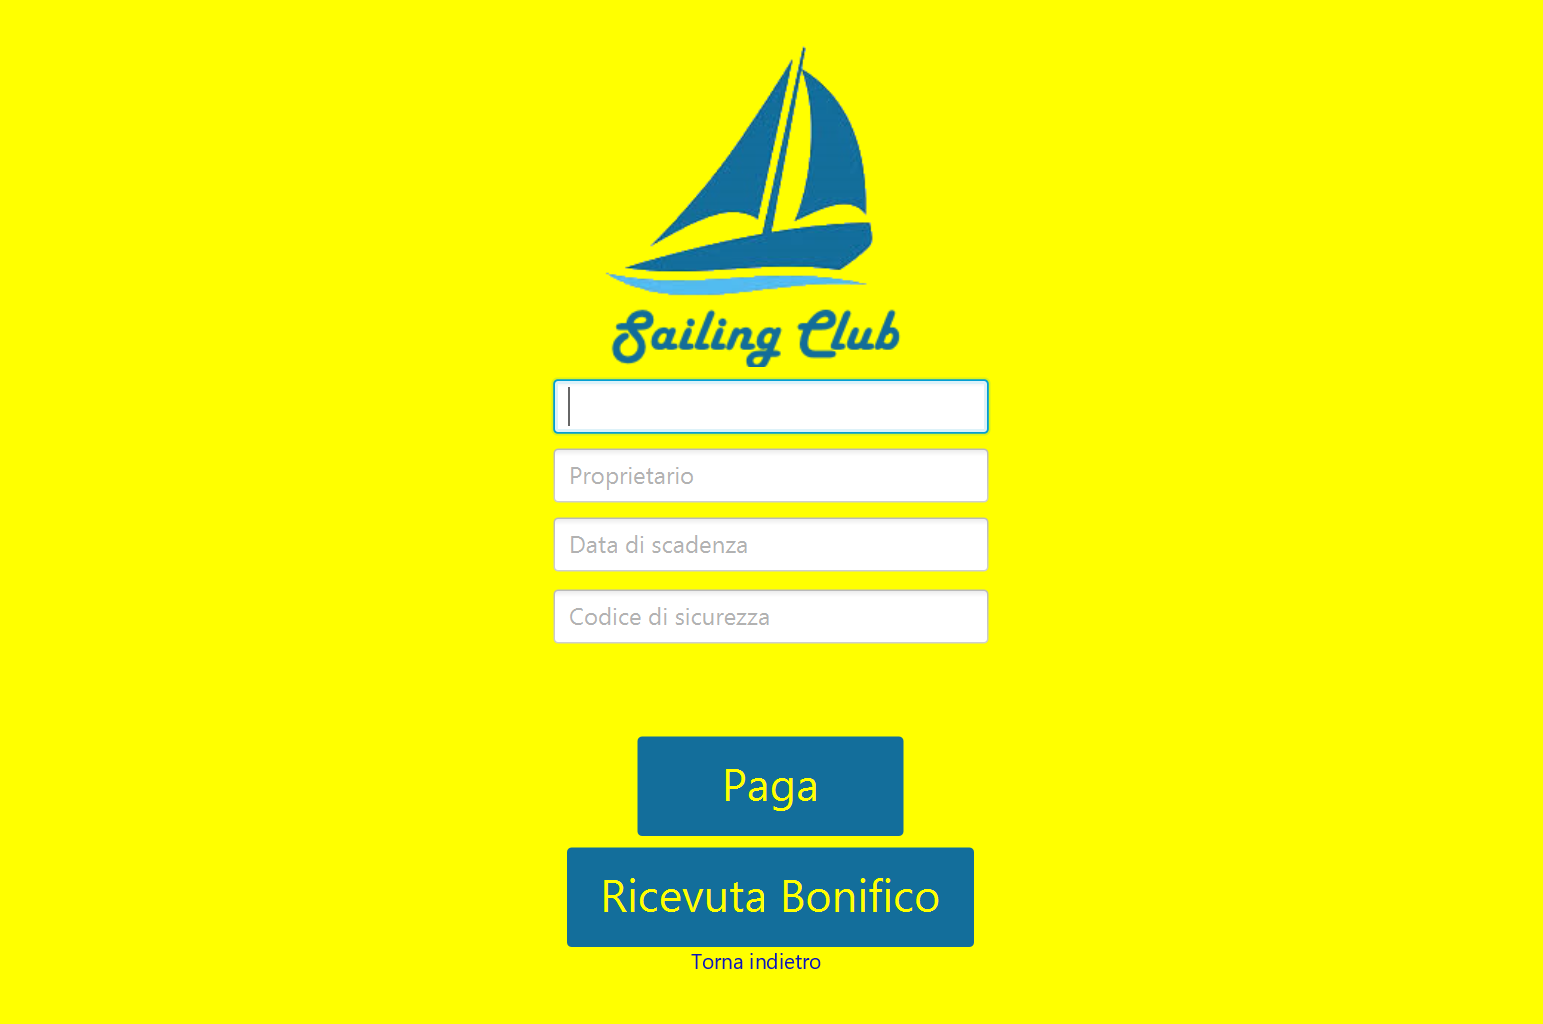 Sailing Club
Proprietario
Data di scadenza
Codice di sicurezza
Paga
Ricevuta Bonifico
Torna indietro